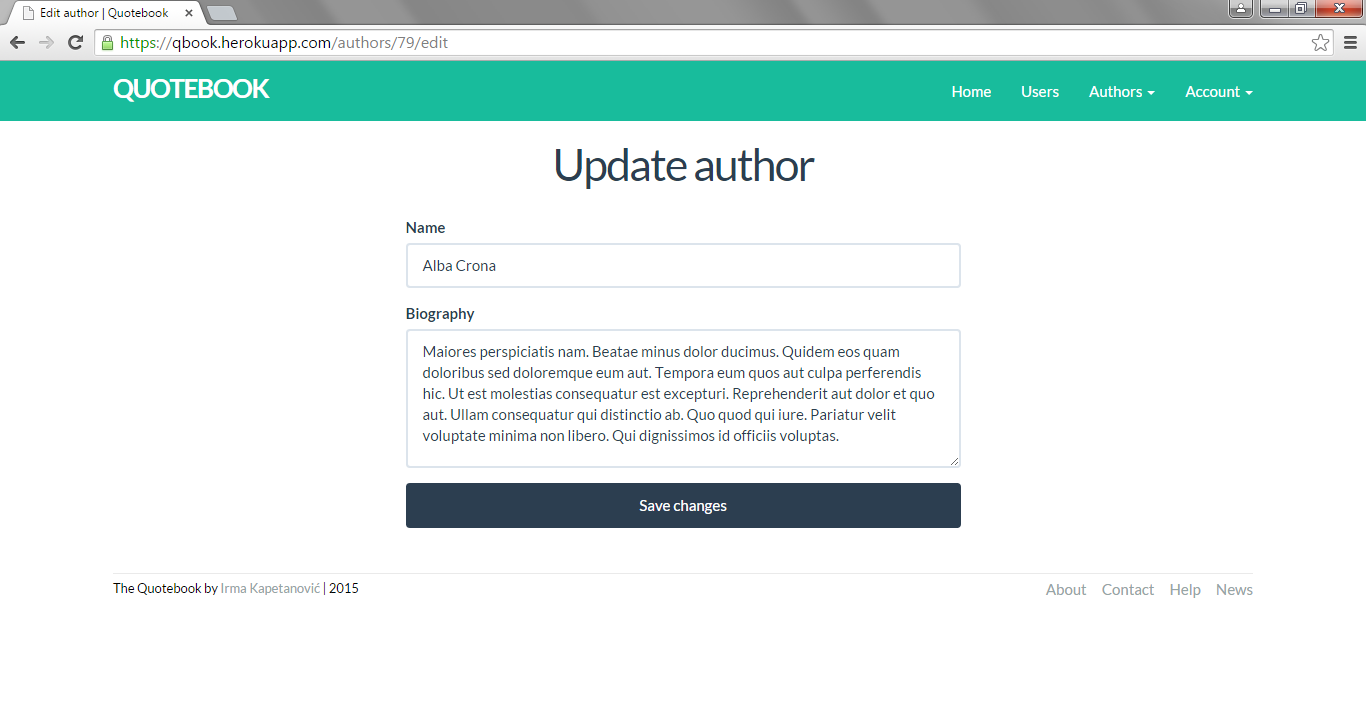 Edit author | Quotebook
https://qbook.herokuapp.com/authors/79/edit
QUOTEBOOK
Home Users Authors Account
Update author
Name
Alba Crona
Biography
Maiores perspiciatis nam. Beatae minus dolor ducimus. Quidem eos quam
doloribus sed doloremque eum aut. Tempora eum quos aut culpa perferendis
hic. Ut est molestias consequatur est excepturi. Reprehenderit aut dolor et quo
aut. Ullam consequatur qui distinctio ab. Quo quod qui iure. Pariatur velit
voluptate minima non libero. Qui dignissimos id officiis voluptas.
Save changes
The Quotebook by Irma Kapetanović | 2015
About Contact Help News